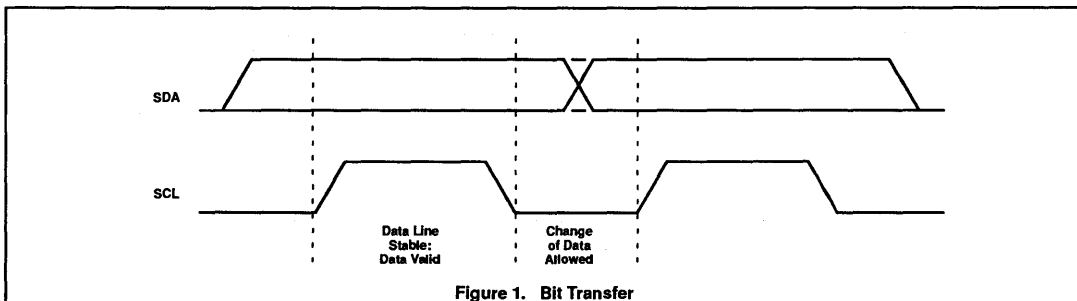 SDA
SCL
Data Line
Stable:
Data Valid
Change
of Data
Allowed
Figure 1. Bit Transfer